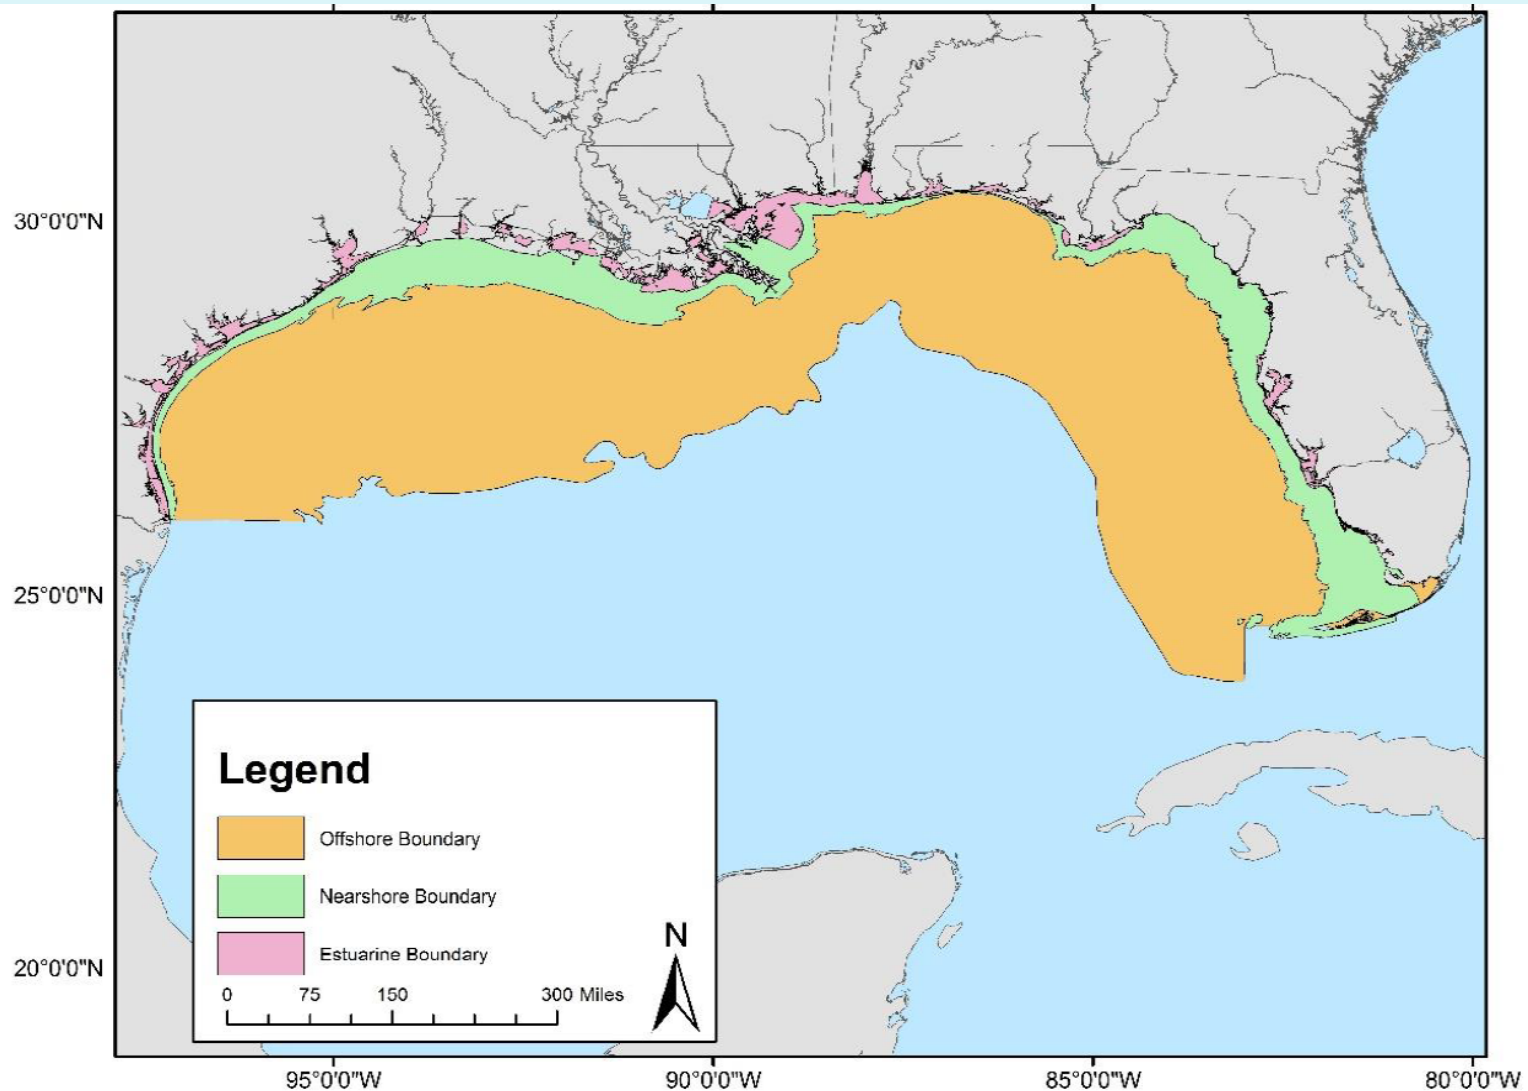 30°0'0"N
25°0'0"N
20°0'0"N
Legend
Offshore Boundary
Nearshore Boundary
Estuarine Boundary
N
0 75 150 300 Miles
95°0'0"W 90°0'0"W 85°0'0"W 80°0'0"W